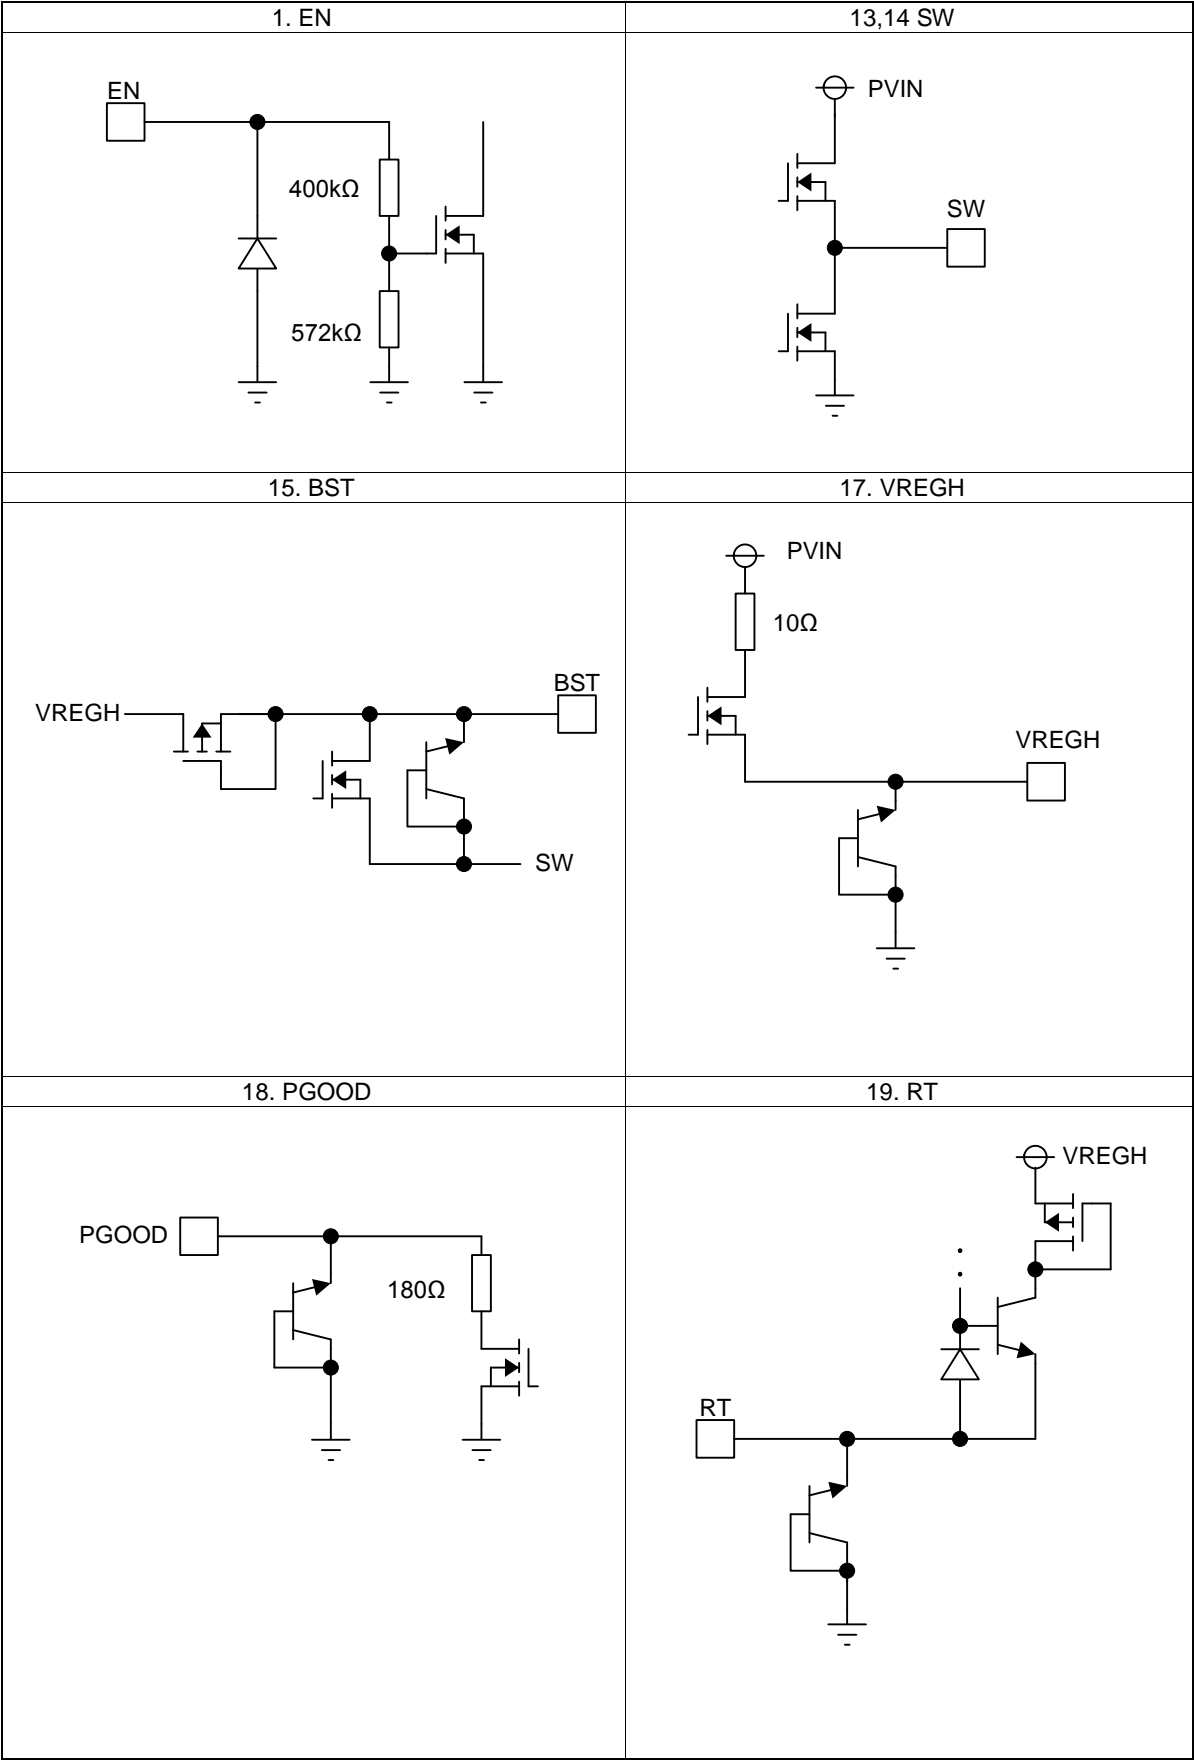 1. EN
13,14 SW
EN
400kΩ
572kΩ
PVIN
SW
15. BST
17. VREGH
VREGH
BST
SW
PVIN
10Ω
VREGH
18. PGOOD
19. RT
PGOOD
180Ω
VREGH
RT